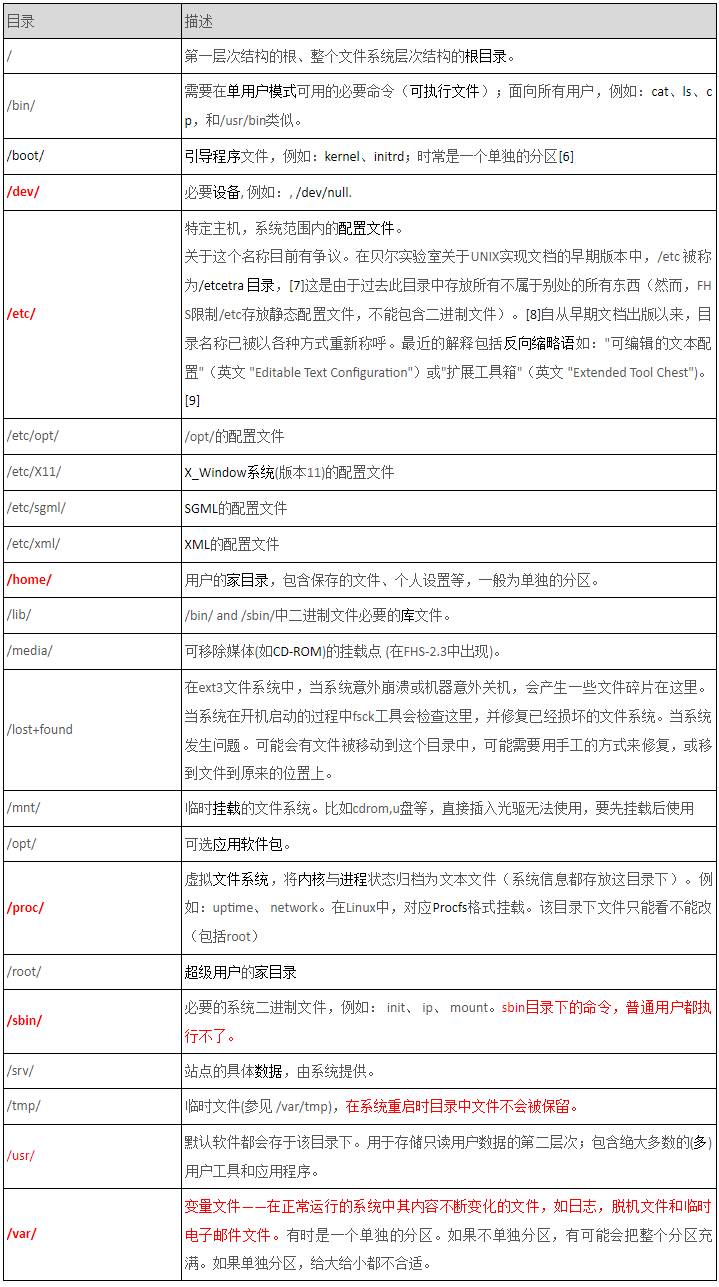 目录 描述
/ 第一层次结构的根、整个文件系统层次结构的根目录。
/bin/ 需要在单用户模式可用的必要命令（可执行文件）；面向所有用户，例如：cat、ls、c
p，和/usr/bin类似。
/boot/ 引导程序文件，例如：kernel、initrd；时常是一个单独的分区[6]
/dev/ 必要设备, 例如：, /dev/null.
特定主机，系统范围内的配置文件。
关于这个名称目前有争议。在贝尔实验室关于UNIX实现文档的早期版本中，/etc 被称
为/etcetra 目录，[7]这是由于过去此目录中存放所有不属于别处的所有东西（然而，FH
/etc/ S限制/etc存放静态配置文件，不能包含二进制文件）。[8]自从早期文档出版以来，目
录名称已被以各种方式重新称呼。最近的解释包括反向缩略语如："可编辑的文本配
置"（英文 "Editable Text Configuration"）或"扩展工具箱"（英文 "Extended Tool Chest")。
[9]
/etc/opt/ /opt/的配置文件
/etc/X11/ X_Window系统(版本11)的配置文件
/etc/sgml/ SGML的配置文件
/etc/xml/ XML的配置文件
/home/ 用户的家目录，包含保存的文件、个人设置等，一般为单独的分区。
/lib/ /bin/ and /sbin/中二进制文件必要的库文件。
/media/ 可移除媒体(如CD-ROM)的挂载点 (在FHS-2.3中出现)。
在ext3文件系统中，当系统意外崩溃或机器意外关机，会产生一些文件碎片在这里。
当系统在开机启动的过程中fsck工具会检查这里，并修复已经损坏的文件系统。当系统
/lost+found 发生问题。可能会有文件被移动到这个目录中，可能需要用手工的方式来修复，或移
到文件到原来的位置上。
/mnt/ 临时挂载的文件系统。比如cdrom,u盘等，直接插入光驱无法使用，要先挂载后使用
/opt/ 可选应用软件包。
虚拟文件系统，将内核与进程状态归档为文本文件（系统信息都存放这目录下）。例
/proc/ 如：uptime、 network。在Linux中，对应Procfs格式挂载。该目录下文件只能看不能改
（包括root）
/root/ 超级用户的家目录
/sbin/ 必要的系统二进制文件，例如： init、 ip、 mount。sbin目录下的命令，普通用户都执
行不了。
/srv/ 站点的具体数据，由系统提供。
/tmp/ 临时文件(参见 /var/tmp)，在系统重启时目录中文件不会被保留。
/usr/ 默认软件都会存于该目录下。用于存储只读用户数据的第二层次；包含绝大多数的(多)
用户工具和应用程序。
变量文件——在正常运行的系统中其内容不断变化的文件，如日志，脱机文件和临时
/var/ 电子邮件文件。有时是一个单独的分区。如果不单独分区，有可能会把整个分区充
满。如果单独分区，给大给小都不合适。